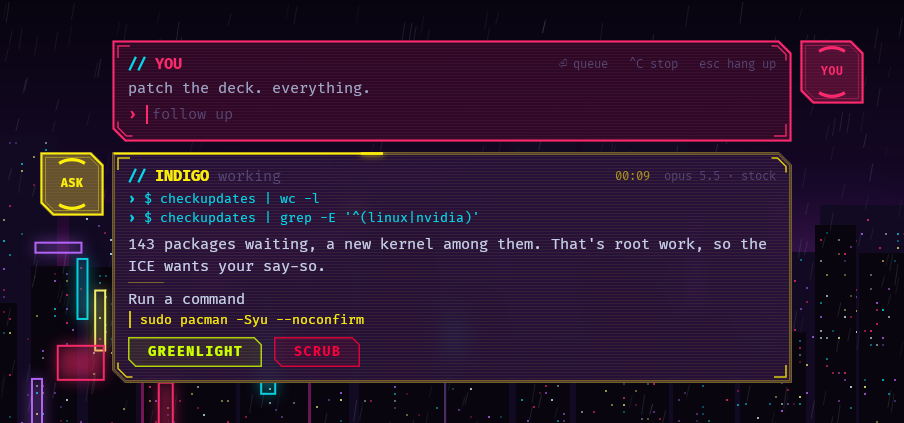 // YOU
⏎ queue ^C stop esc hang up
YOU
patch the deck. everything.
› follow up
ASK
// INDIGO working
00:09 opus 5.5 · stock
› $ checkupdates | wc -l
› $ checkupdates | grep -E '^(linux|nvidia)'
143 packages waiting, a new kernel among them. That's root work, so the
ICE wants your say-so.
Run a command
sudo pacman -Syu --noconfirm
GREENLIGHT SCRUB